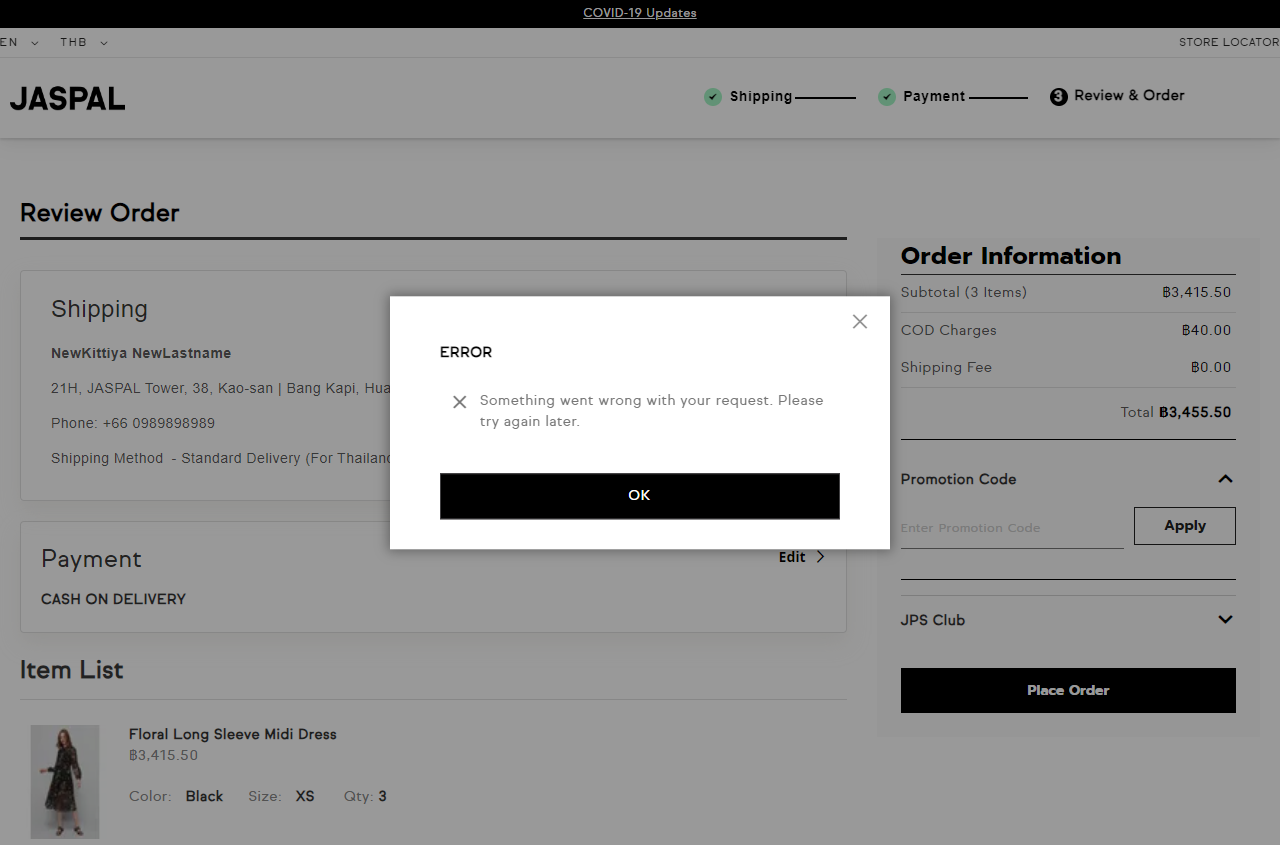 COVID-19 Updates
EN THB STORE LOCATOR
JASPAL
Shipping Payment 3 Review & Order
Review Order
Shipping
NewKittiya NewLastname
21H, JASPAL Tower, 38, Kao-san | Bang Kapi, Hua
Phone: +66 0989898989
Shipping Method - Standard Delivery (For Thailand
Payment
Edit
CASH ON DELIVERY
Item List
Floral Long Sleeve Midi Dress
฿3,415.50
Color: Black Size: XS Qty: 3
ERROR
Something went wrong with your request. Please
try again later.
OK
Order Information
Subtotal (3 Items) ฿3,415.50
COD Charges ฿40.00
Shipping Fee ฿0.00
Total ฿3,455.50
Promotion Code
Enter Promotion Code Apply
JPS Club
Place Order